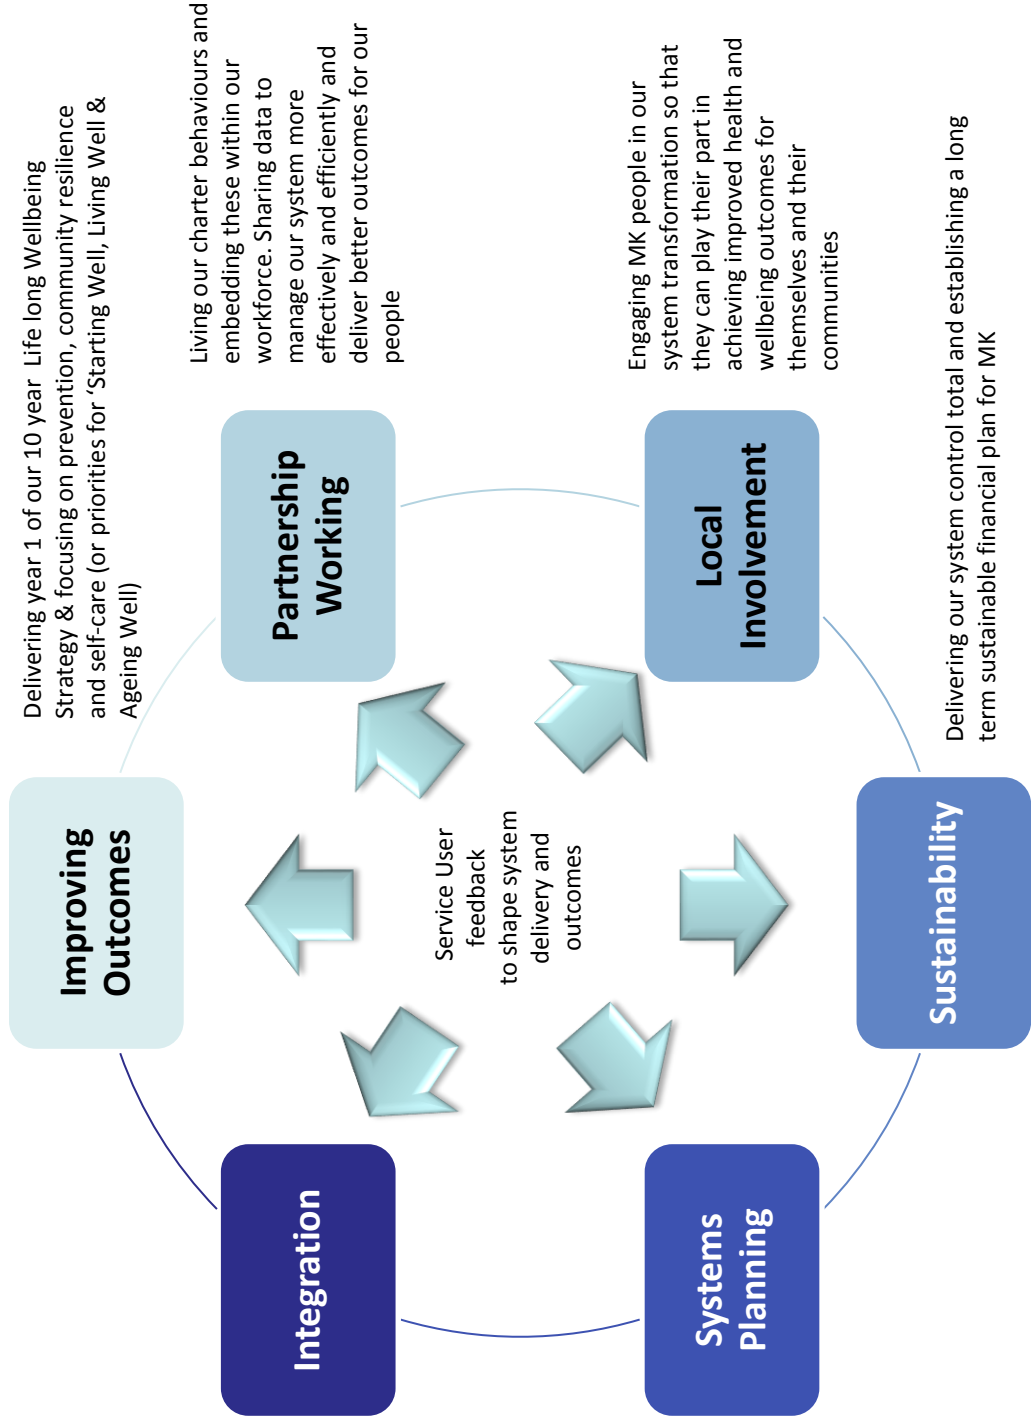 Delivering year 1 of our 10 year Life long Wellbeing
Strategy & focusing on prevention, community resilience
and self-care (or priorities for ‘Starting Well, Living Well &
Ageing Well)
Improving
Outcomes
Living our charter behaviours and
embedding these within our
workforce. Sharing data to
manage our system more
effectively and efficiently and
deliver better outcomes for our
people
Partnership
Working
Engaging MK people in our
system transformation so that
they can play their part in
achieving improved health and
wellbeing outcomes for
themselves and their
communities
Local
Involvement
Delivering our system control total and establishing a long
term sustainable financial plan for MK
Sustainability
Systems
Planning
Integration
Service User
feedback
to shape system
delivery and
outcomes